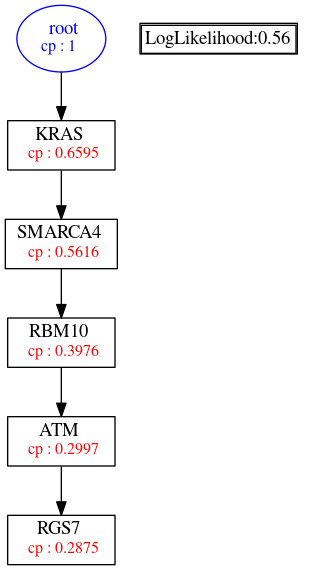 root
cp : 1
LogLikelihood:0.56
KRAS
cp : 0.6595
SMARCA4
cp : 0.5616
RBM10
cp : 0.3976
ATM
cp : 0.2997
RGS7
cp : 0.2875